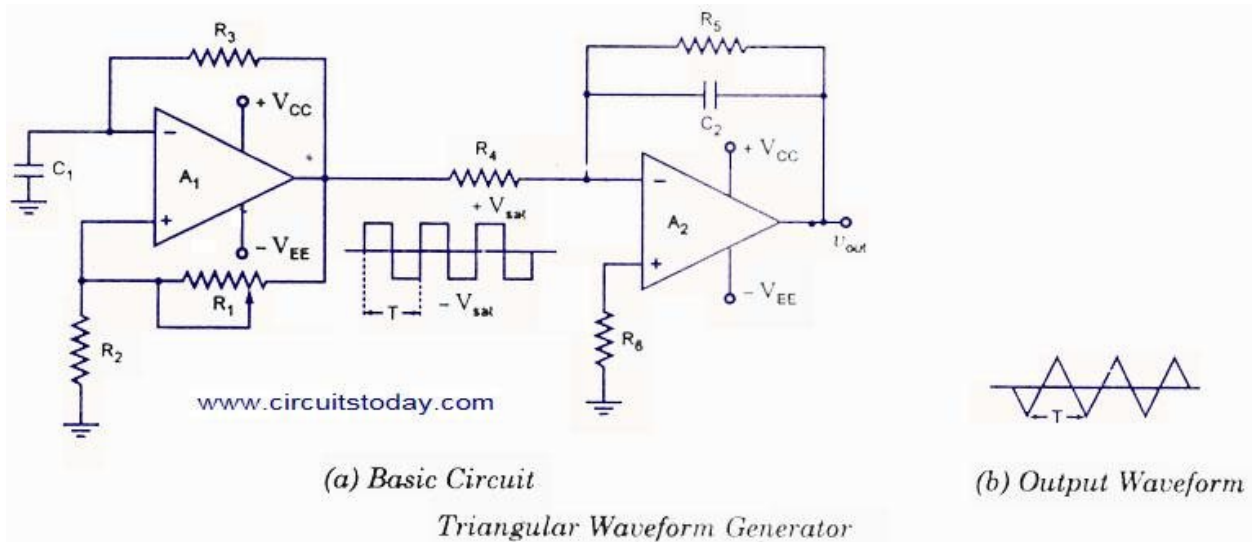 R3
R5
+ VCC
C2
C1
−
A1
+
R4
+ VCC
+ Vsat
−
A2
+
vout
− VEE
R1
T
− Vsat
− VEE
R2
R6
www.circuitstoday.com
T
(a) Basic Circuit
(b) Output Waveform
Triangular Waveform Generator